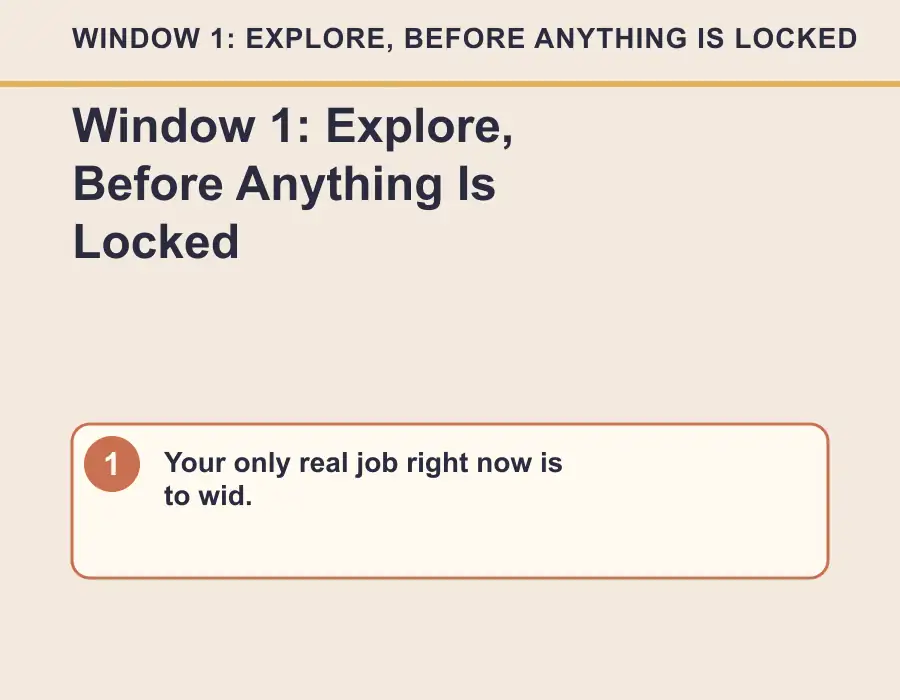 WINDOW 1: EXPLORE, BEFORE ANYTHING IS LOCKED
Window 1: Explore,
Before Anything Is
Locked
1
Your only real job right now is
to wid.